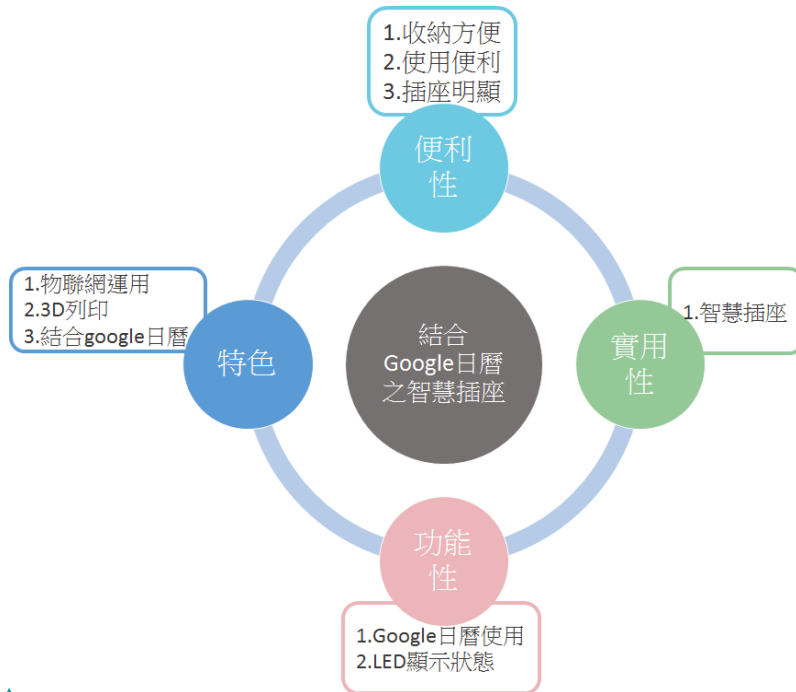 1.收納方便
2.使用便利
3.插座明顯
便利
性
1.物聯網運用
2.3D列印
3.結合google日曆
特色
結合
Google日曆
之智慧插座
1.智慧插座
實用
性
功能
性
1.Google日曆使用
2.LED顯示狀態